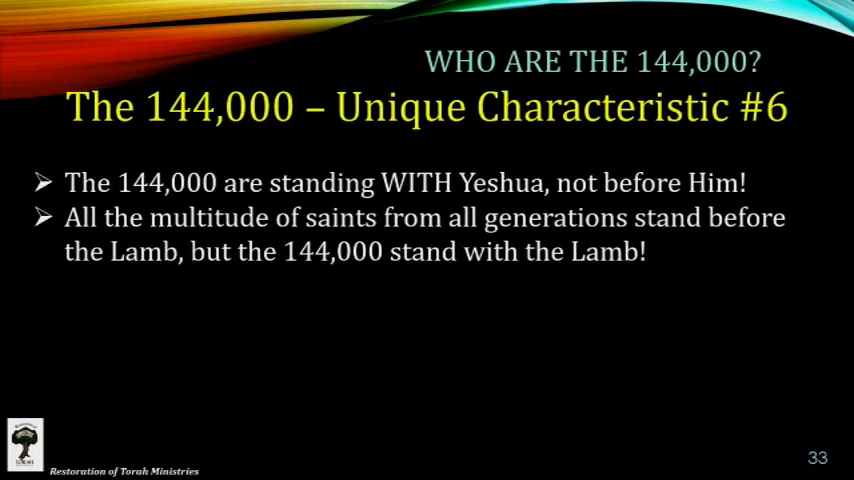 WHO ARE THE 144,000?
The 144,000 – Unique Characteristic #6
➢ The 144,000 are standing WITH Yeshua, not before Him!
➢ All the multitude of saints from all generations stand before
the Lamb, but the 144,000 stand with the Lamb!
TORAH
Restoration of Torah Ministries
33